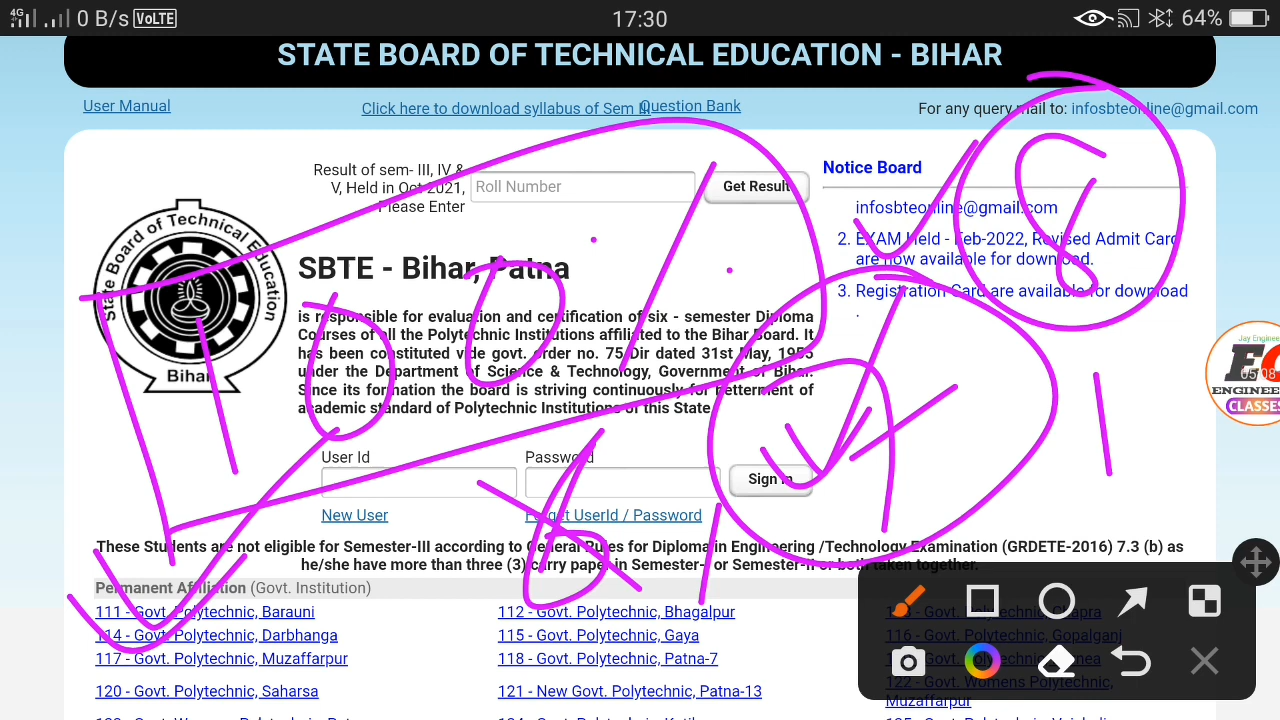 4G 0 B/s VoLTE 17:30 64%
STATE BOARD OF TECHNICAL EDUCATION - BIHAR
User Manual Click here to download syllabus of Sem III Question Bank For any query mail to: infosbteonline@gmail.com
Result of sem- III, IV &
V, Held in Oct 2021,
Please Enter
Roll Number
Get Result
Notice Board
infosbteonline@gmail.com
2. EXAM Held - Feb-2022, Revised Admit Card
are now available for download.
3. Registration Card are available for download
.
State Board of Technical Education
Bihar
SBTE - Bihar, Patna
is responsible for evaluation and certification of six - semester Diploma
Courses of all the Polytechnic Institutions affiliated to the Bihar Board. It
has been constituted vide govt. order no. 75/Dir dated 31st May, 1955
under the Department of Science & Technology, Government of Bihar.
Since its formation the board is striving continuously for betterment of
academic standard of Polytechnic Institutions of this State.
Jay Enginee
05:08
ENGINEE
CLASSES
User Id Password
Sign In
New User Forget UserId / Password
These Students are not eligible for Semester-III according to General Rules for Diploma in Engineering /Technology Examination (GRDETE-2016) 7.3 (b) as
he/she have more than three (3) carry paper in Semester-I or Semester-II or both taken together.
Permanent Affiliation (Govt. Institution)
111 - Govt. Polytechnic, Barauni 112 - Govt. Polytechnic, Bhagalpur Govt. Polytechnic, Chapra
114 - Govt. Polytechnic, Darbhanga 115 - Govt. Polytechnic, Gaya 116 - Govt. Polytechnic, Gopalganj
117 - Govt. Polytechnic, Muzaffarpur 118 - Govt. Polytechnic, Patna-7
120 - Govt. Polytechnic, Saharsa 121 - New Govt. Polytechnic, Patna-13 122 - Govt. Womens Polytechnic,
Muzaffarpur